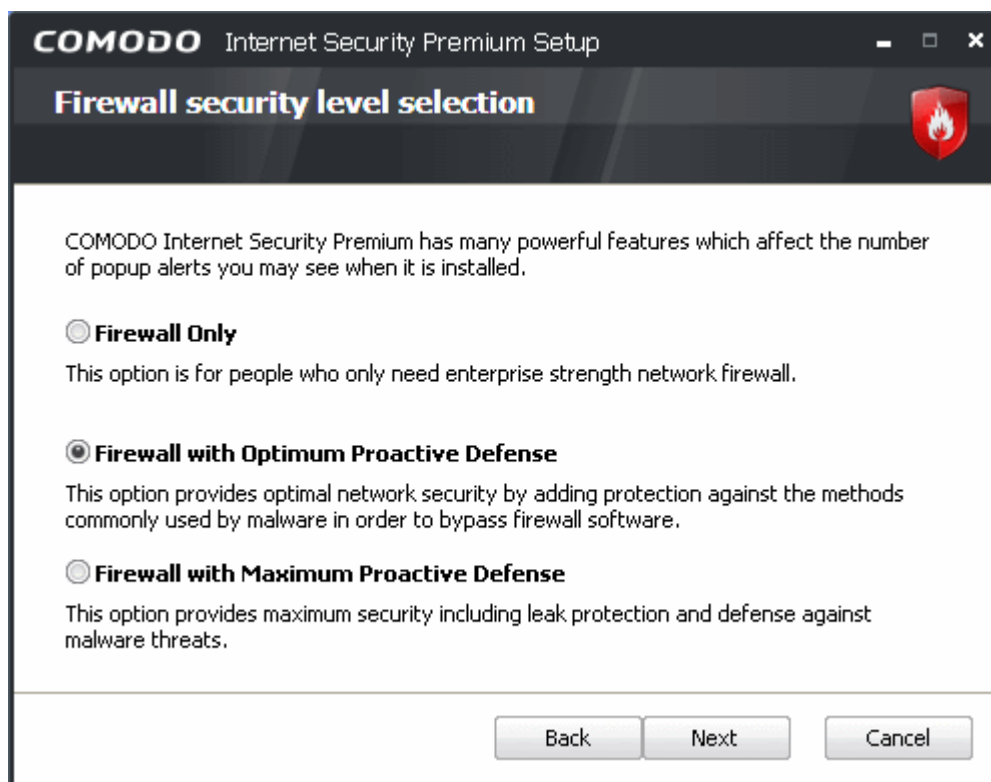 COMODO Internet Security Premium Setup
Firewall security level selection
COMODO Internet Security Premium has many powerful features which affect the number
of popup alerts you may see when it is installed.
Firewall Only
This option is for people who only need enterprise strength network firewall.
Firewall with Optimum Proactive Defense
This option provides optimal network security by adding protection against the methods
commonly used by malware in order to bypass firewall software.
Firewall with Maximum Proactive Defense
This option provides maximum security including leak protection and defense against
malware threats.
Back Next Cancel